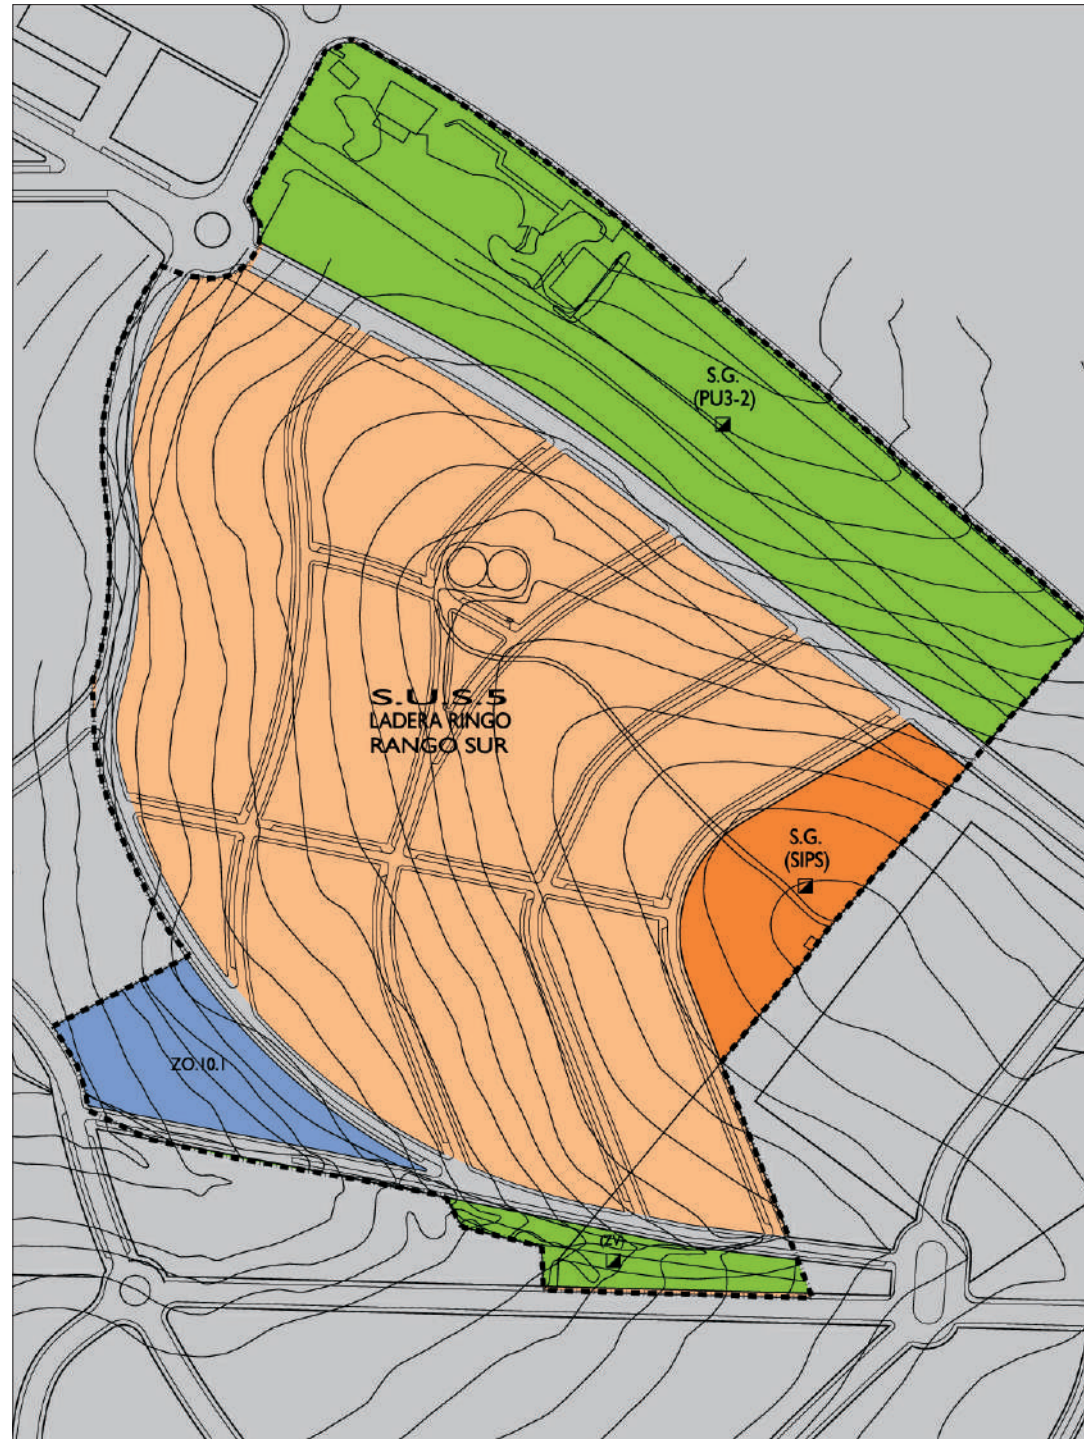 S.G.
(PU3-2)
S.U.S.5
LADERA RINGO
RANGO SUR
S.G.
(SIPS)
ZO.10.1
(ZV)